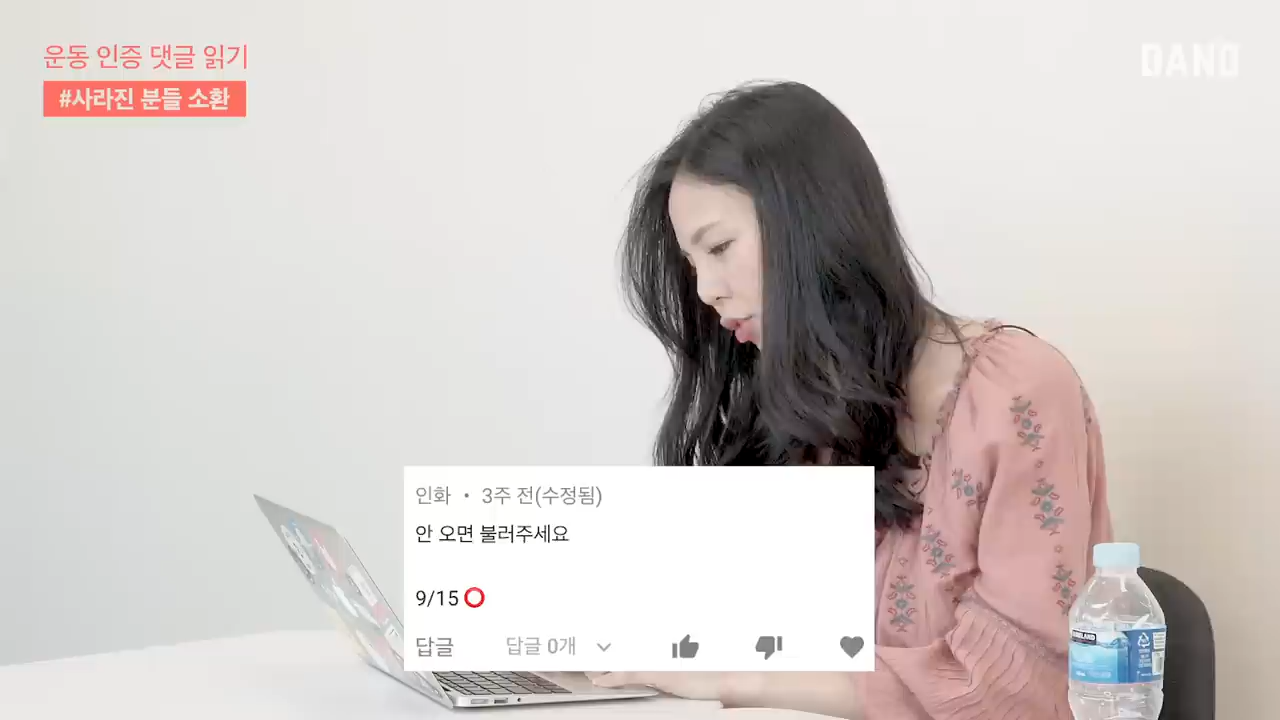 운동 인증 댓글 읽기
#사라진 분들 소환
DANO
인화 • 3주 전(수정됨)
안 오면 불러주세요
9/15⭕
답글 답글 0개
KIRKLAND